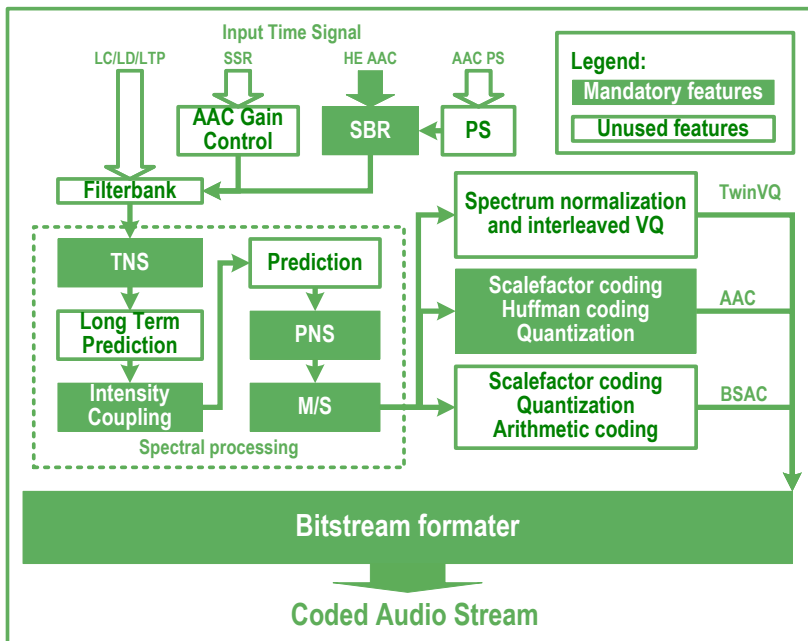 Input Time Signal
LC/LD/LTP
SSR
HE AAC
AAC PS
Legend:
Mandatory features
Unused features
AAC Gain
Control
SBR
PS
Filterbank
TNS
Long Term
Prediction
Intensity
Coupling
Prediction
PNS
M/S
Spectral processing
Spectrum normalization
and interleaved VQ
TwinVQ
Scalefactor coding
Huffman coding
Quantization
AAC
Scalefactor coding
Quantization
Arithmetic coding
BSAC
Bitstream formater
Coded Audio Stream